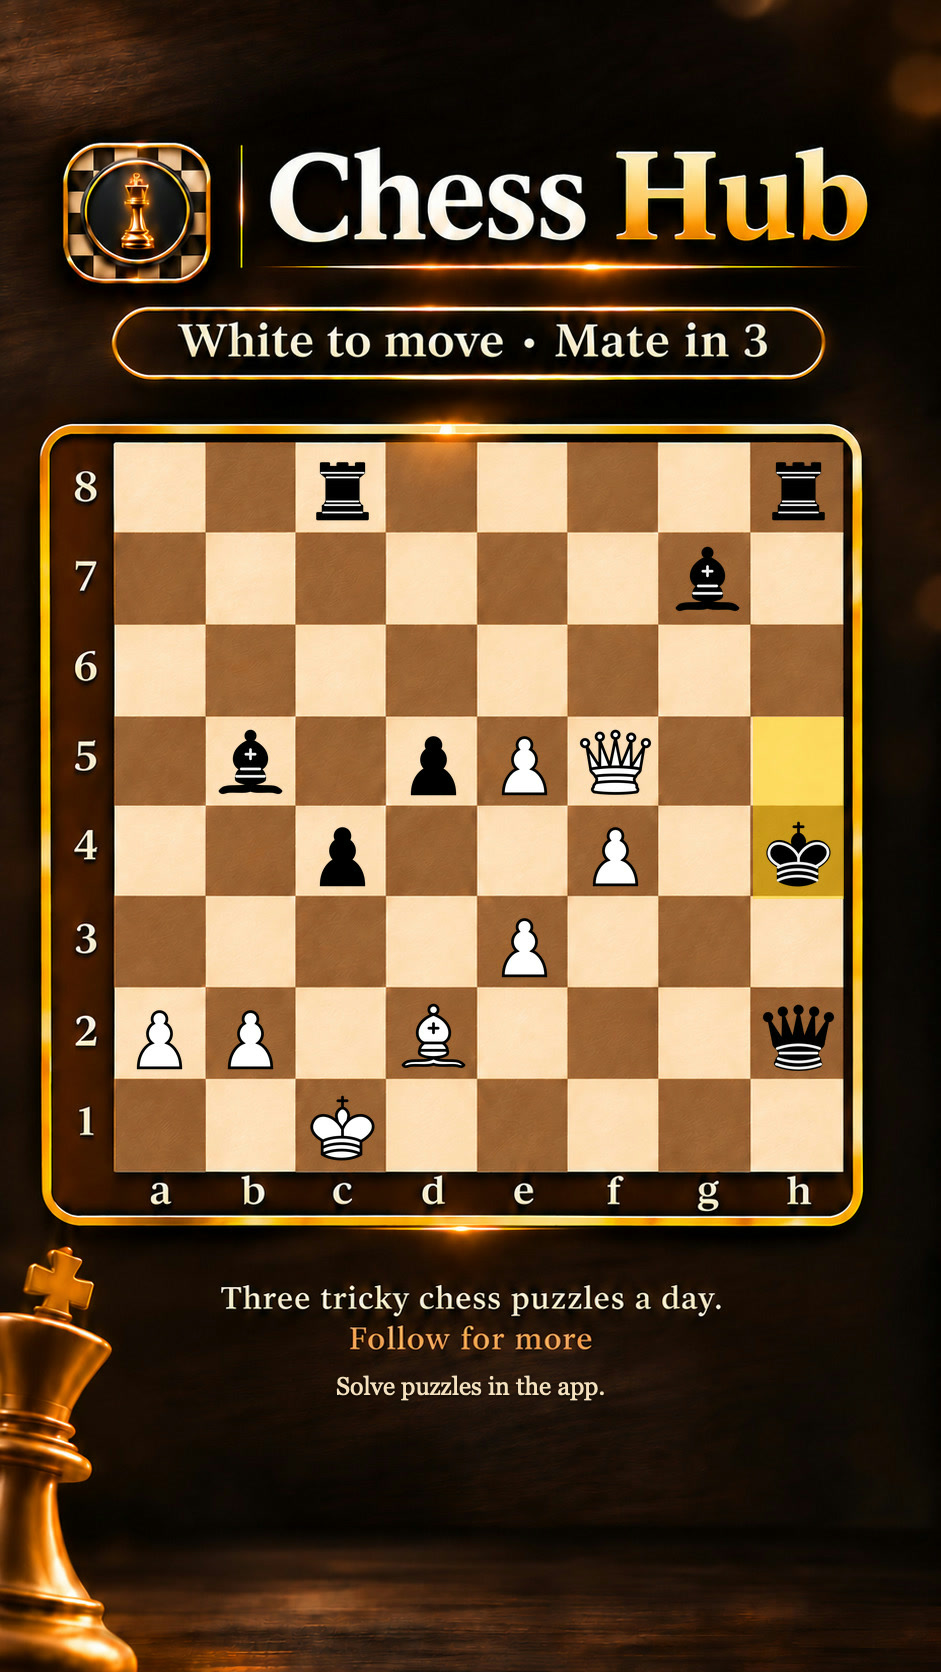 Chess Hub
White to move • Mate in 3
8
7
6
5
4
3
2
1
a b c d e f g h
Three tricky chess puzzles a day.
Follow for more
Solve puzzles in the app.